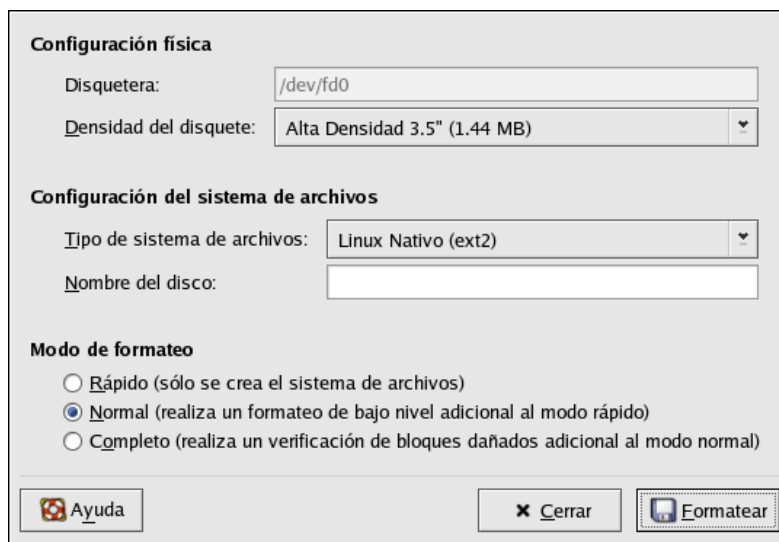 Configuración física
Disquetera: /dev/fd0
Densidad del disquete: Alta Densidad 3.5" (1.44 MB)
Configuración del sistema de archivos
Tipo de sistema de archivos: Linux Nativo (ext2)
Nombre del disco:
Modo de formateo
Rápido (sólo se crea el sistema de archivos)
Normal (realiza un formateo de bajo nivel adicional al modo rápido)
Completo (realiza un verificación de bloques dañados adicional al modo normal)
Ayuda Cerrar Formatear